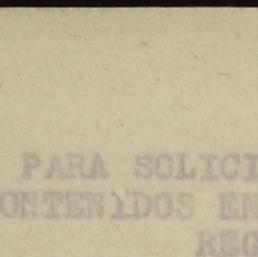 PARA SOLICI
ONTENIDOS EN
REG